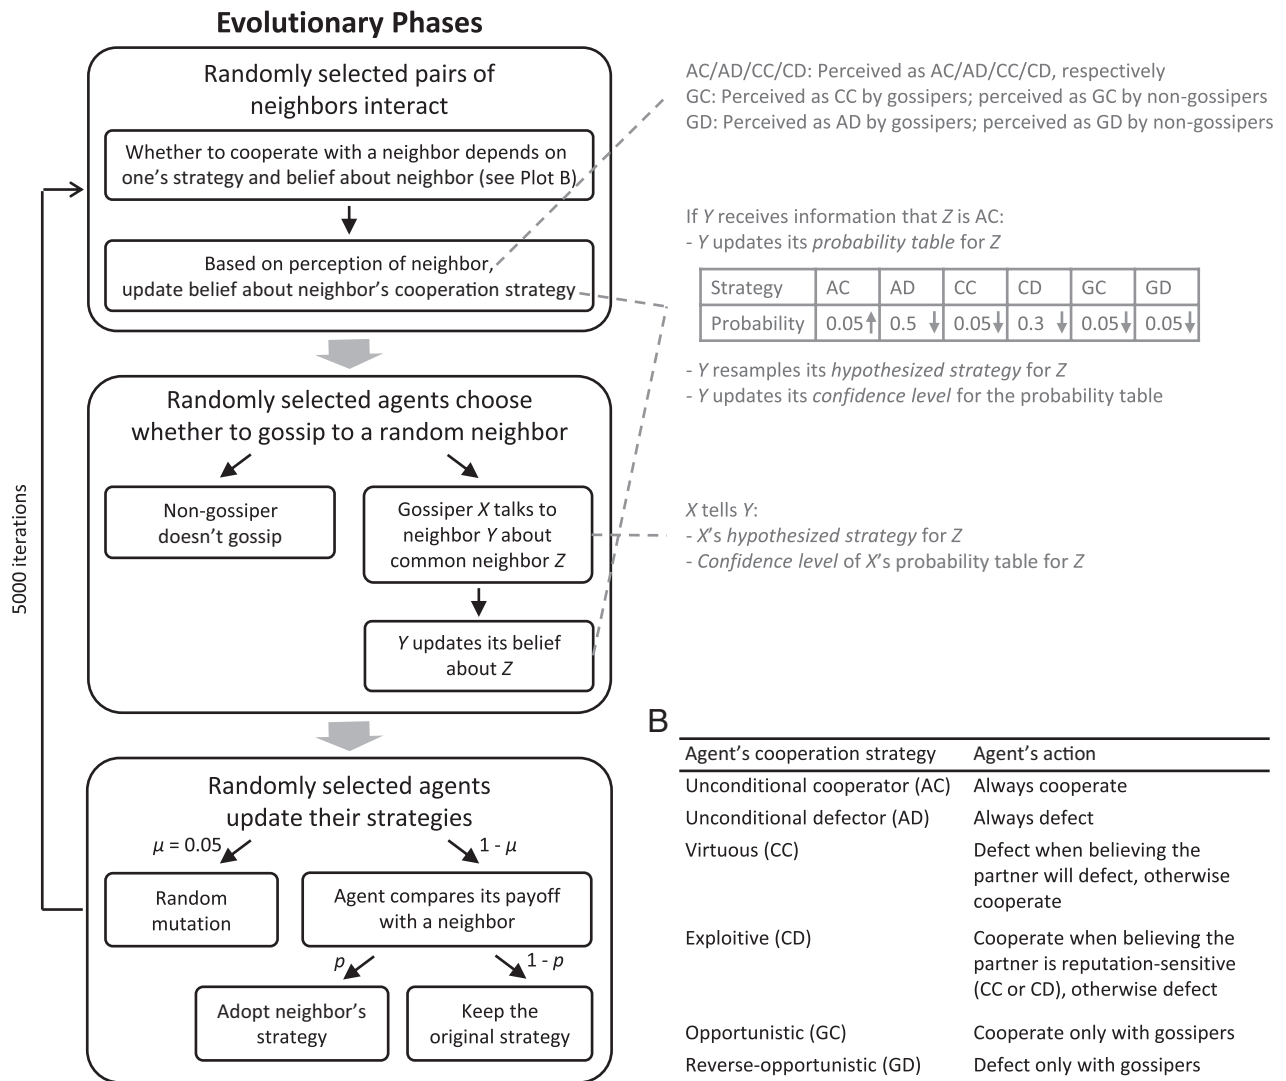 Evolutionary Phases
Randomly selected pairs of
neighbors interact
Whether to cooperate with a neighbor depends on
one's strategy and belief about neighbor (see Plot B)
Based on perception of neighbor,
update belief about neighbor's cooperation strategy
AC/AD/CC/CD: Perceived as AC/AD/CC/CD, respectively
GC: Perceived as CC by gossipers; perceived as GC by non-gossipers
GD: Perceived as AD by gossipers; perceived as GD by non-gossipers
If Y receives information that Z is AC:
- Y updates its probability table for Z
Strategy AC AD CC CD GC GD
Probability 0.05 0.5 0.05 0.3 0.05 0.05
- Y resamples its hypothesized strategy for Z
- Y updates its confidence level for the probability table
Randomly selected agents choose
whether to gossip to a random neighbor
Non-gossiper
doesn't gossip
Gossiper X talks to
neighbor Y about
common neighbor Z
Y updates its belief
about Z
X tells Y:
- X's hypothesized strategy for Z
- Confidence level of X's probability table for Z
5000 iterations
Randomly selected agents
update their strategies
μ = 0.05
1 - μ
Random
mutation
Agent compares its payoff
with a neighbor
p
1 - p
Adopt neighbor's
strategy
Keep the
original strategy
B
Agent's cooperation strategy Agent's action
Unconditional cooperator (AC) Always cooperate
Unconditional defector (AD) Always defect
Virtuous (CC) Defect when believing the
partner will defect, otherwise
cooperate
Exploitive (CD) Cooperate when believing the
partner is reputation-sensitive
(CC or CD), otherwise defect
Opportunistic (GC) Cooperate only with gossipers
Reverse-opportunistic (GD) Defect only with gossipers